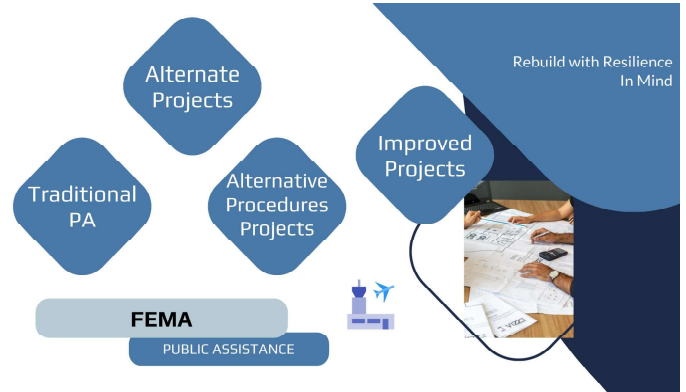 Rebuild with Resilience
In Mind
Alternate
Projects
Improved
Projects
Traditional
PA
Alternative
Procedures
Projects
FEMA
PUBLIC ASSISTANCE